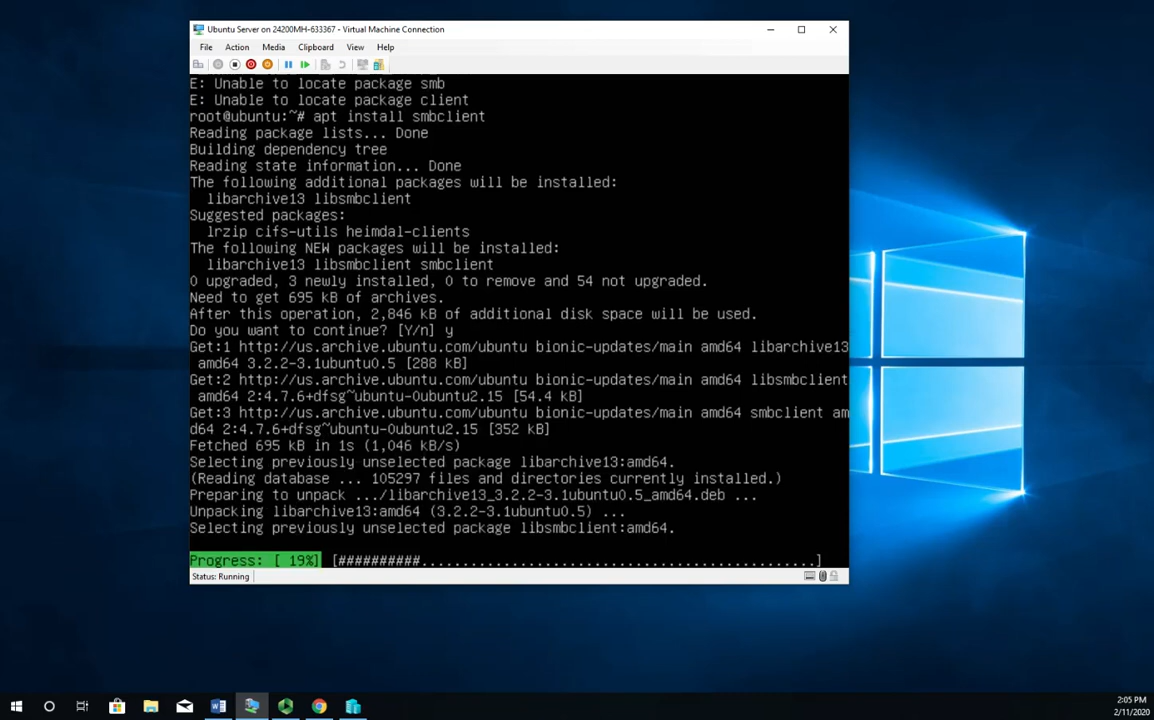 Ubuntu Server on 24200MH-633367 - Virtual Machine Connection
File Action Media Clipboard View Help
E: Unable to locate package smb
E: Unable to locate package client
root@ubuntu:~# apt install smbclient
Reading package lists... Done
Building dependency tree
Reading state information... Done
The following additional packages will be installed:
libarchive13 libsmbclient
Suggested packages:
lrzip cifs-utils heimdal-clients
The following NEW packages will be installed:
libarchive13 libsmbclient smbclient
0 upgraded, 3 newly installed, 0 to remove and 54 not upgraded.
Need to get 695 kB of archives.
After this operation, 2,846 kB of additional disk space will be used.
Do you want to continue? [Y/n] y
Get:1 http://us.archive.ubuntu.com/ubuntu bionic-updates/main amd64 libarchive13
amd64 3.2.2-3.1ubuntu0.5 [288 kB]
Get:2 http://us.archive.ubuntu.com/ubuntu bionic-updates/main amd64 libsmbclient
amd64 2:4.7.6+dfsg~ubuntu-0ubuntu2.15 [54.4 kB]
Get:3 http://us.archive.ubuntu.com/ubuntu bionic-updates/main amd64 smbclient am
d64 2:4.7.6+dfsg~ubuntu-0ubuntu2.15 [352 kB]
Fetched 695 kB in 1s (1,046 kB/s)
Selecting previously unselected package libarchive13:amd64.
(Reading database ... 105297 files and directories currently installed.)
Preparing to unpack .../libarchive13_3.2.2-3.1ubuntu0.5_amd64.deb ...
Unpacking libarchive13:amd64 (3.2.2-3.1ubuntu0.5) ...
Selecting previously unselected package libsmbclient:amd64.
Progress: [ 19%] [##########................................................]
Status: Running
2:05 PM
2/11/2020